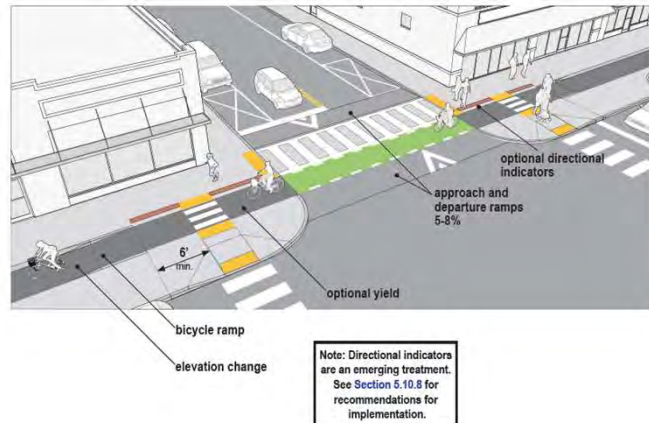 optional directional
indicators
approach and
departure ramps
5-8%
6'
min.
optional yield
bicycle ramp
elevation change
Note: Directional indicators
are an emerging treatment.
See Section 5.10.8 for
recommendations for
implementation.